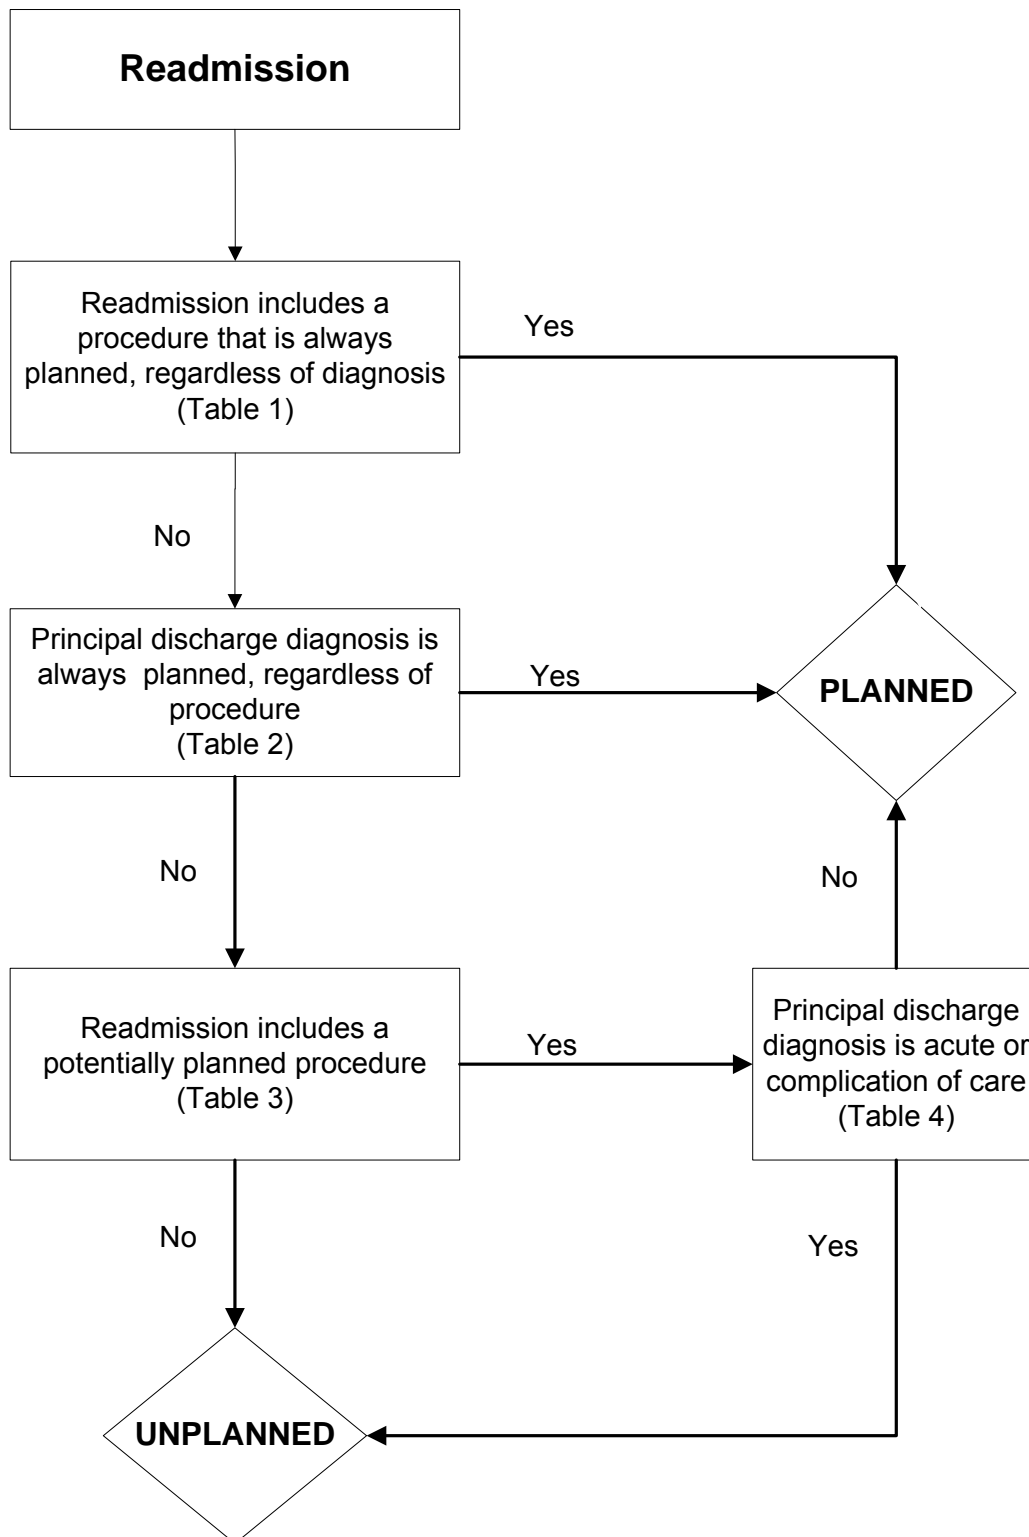 Readmission
Readmission includes a
procedure that is always
planned, regardless of diagnosis
(Table 1)
Yes
No
Principal discharge diagnosis is
always  planned, regardless of
procedure
(Table 2)
Yes
PLANNED
No
No
Readmission includes a
potentially planned procedure
(Table 3)
Yes
Principal discharge
diagnosis is acute or
complication of care
(Table 4)
No
Yes
UNPLANNED